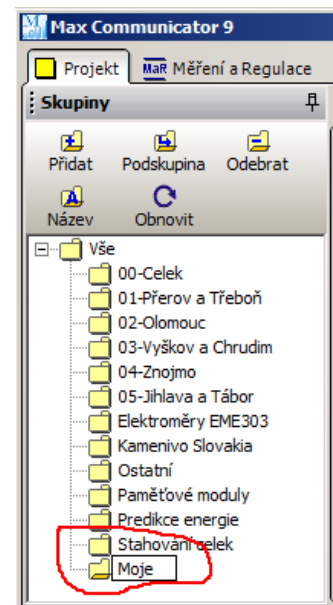 Max Communicator 9
Projekt MaR Měření a Regulace
Skupiny
Přidat Podskupina Odebrat
Název Obnovit
Vše
00-Celek
01-Přerov a Třeboň
02-Olomouc
03-Vyškov a Chrudim
04-Znojmo
05-Jihlava a Tábor
Elektroměry EME303
Kamenivo Slovakia
Ostatní
Paměťové moduly
Predikce energie
Stahování celek
Moje